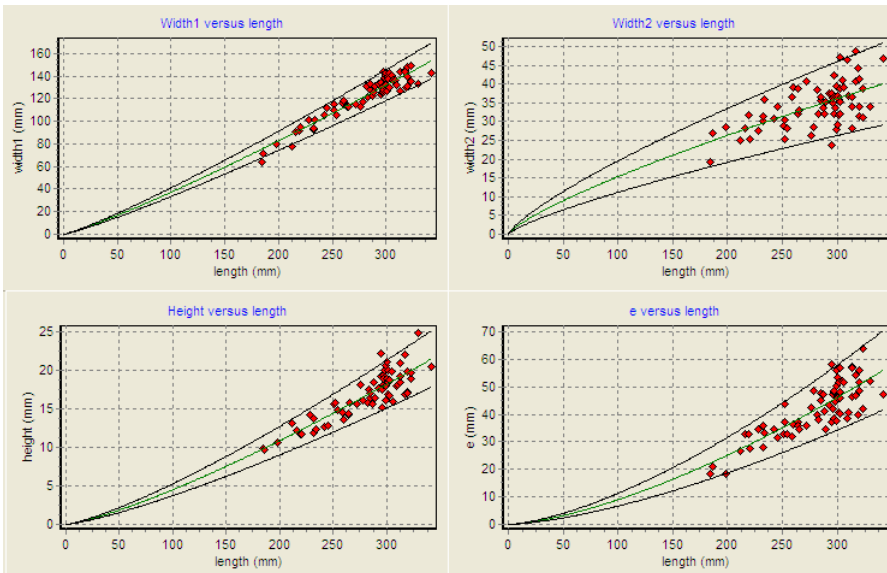 Width1 versus length
160
140
120
100
80
60
40
20
0
width1 (mm)
0 50 100 150 200 250 300
length (mm)
Width2 versus length
50
45
40
35
30
25
20
15
10
5
0
width2 (mm)
0 50 100 150 200 250 300
length (mm)
Height versus length
25
20
15
10
5
0
height (mm)
0 50 100 150 200 250 300
length (mm)
e versus length
70
60
50
40
30
20
10
0
e (mm)
0 50 100 150 200 250 300
length (mm)